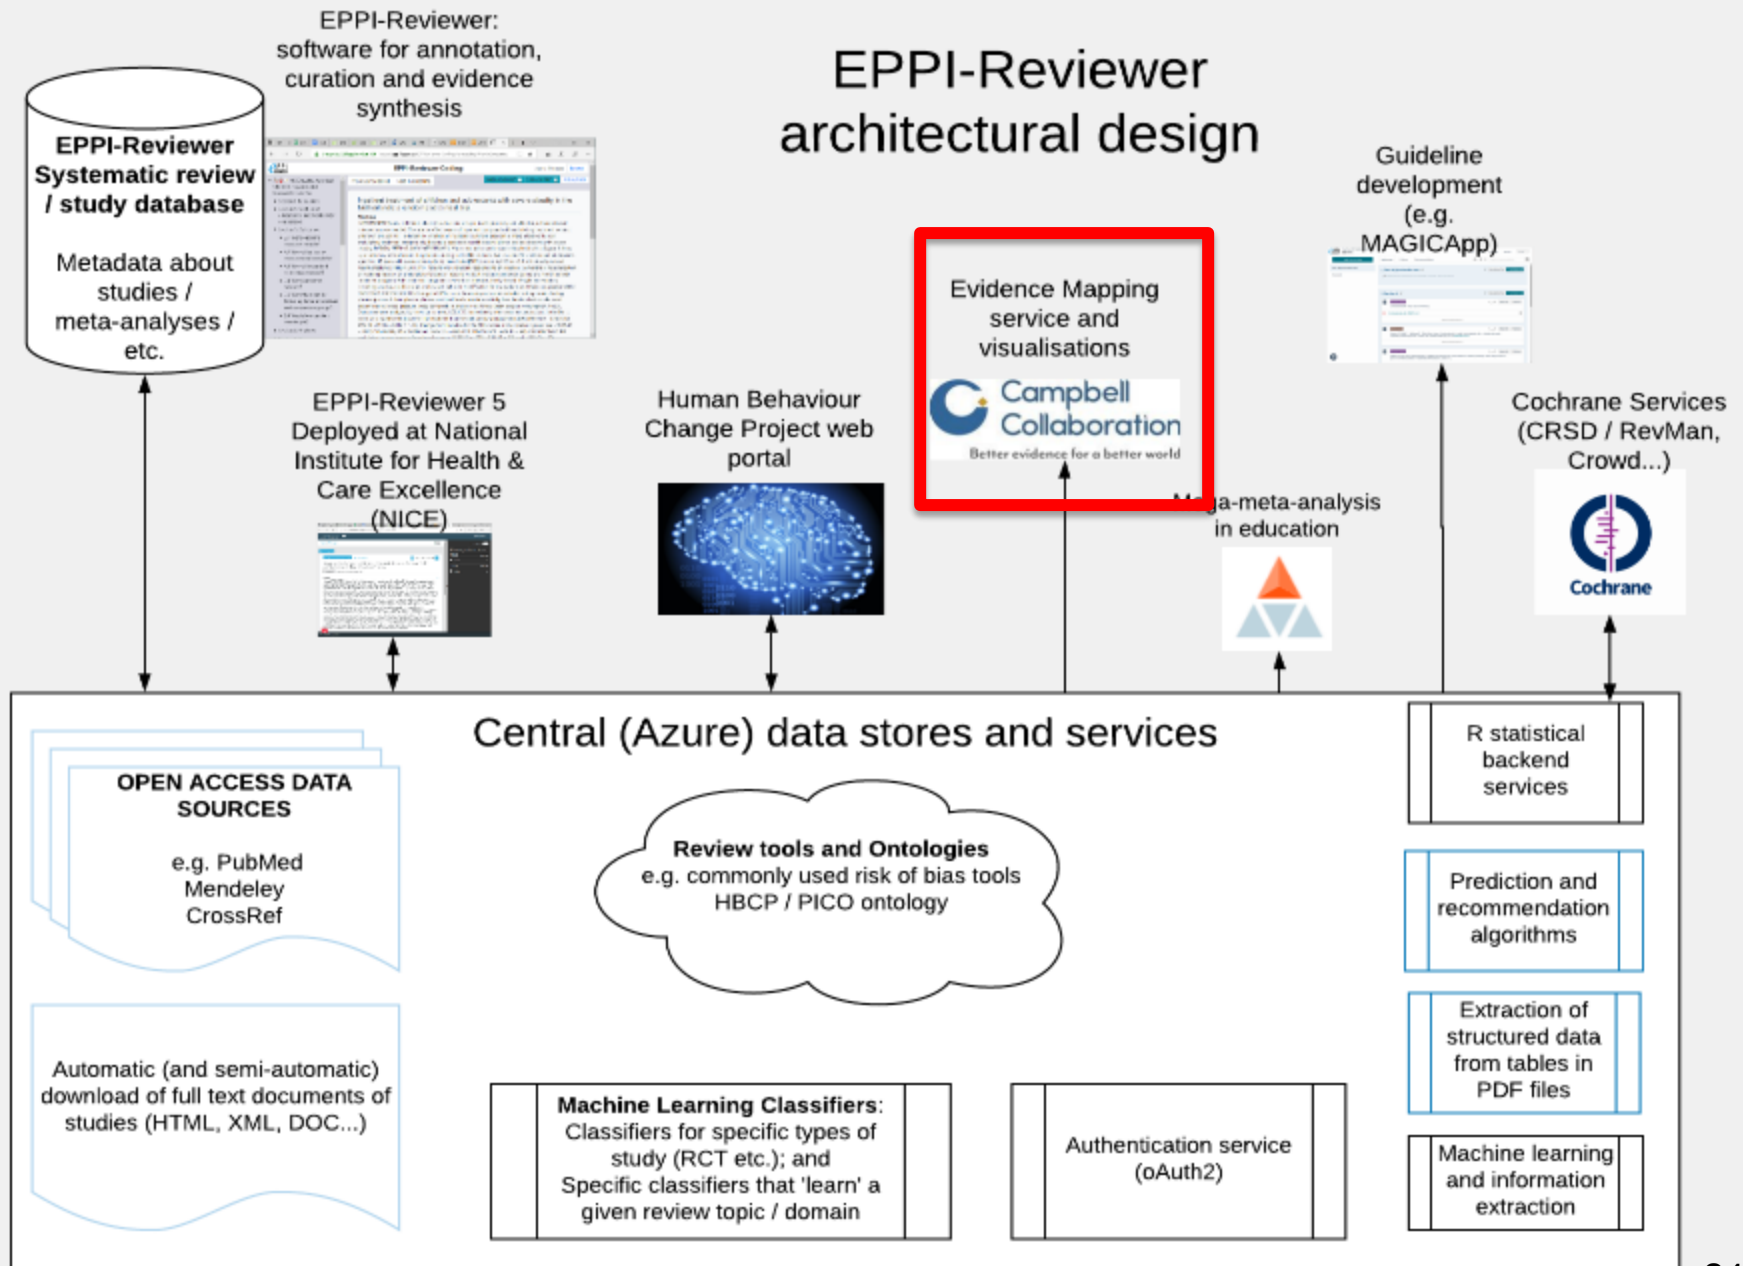 EPPI-Reviewer:
software for annotation,
curation and evidence
synthesis
EPPI-Reviewer
architectural design
EPPI-Reviewer
Systematic review
/ study database
Metadata about
studies /
meta-analyses /
etc.
EPPI-Reviewer Coding
Guideline
development
(e.g.
MAGICApp)
Evidence Mapping
service and
visualisations
Campbell
Collaboration
Better evidence for a better world
EPPI-Reviewer 5
Deployed at National
Institute for Health &
Care Excellence
(NICE)
Human Behaviour
Change Project web
portal
ga-meta-analysis
in education
Cochrane Services
(CRSD / RevMan,
Crowd...)
Cochrane
Central (Azure) data stores and services
OPEN ACCESS DATA
SOURCES
e.g. PubMed
Mendeley
CrossRef
Review tools and Ontologies
e.g. commonly used risk of bias tools
HBCP / PICO ontology
R statistical
backend
services
Prediction and
recommendation
algorithms
Extraction of
structured data
from tables in
PDF files
Machine learning
and information
extraction
Automatic (and semi-automatic)
download of full text documents of
studies (HTML, XML, DOC...)
Machine Learning Classifiers:
Classifiers for specific types of
study (RCT etc.); and
Specific classifiers that 'learn' a
given review topic / domain
Authentication service
(oAuth2)